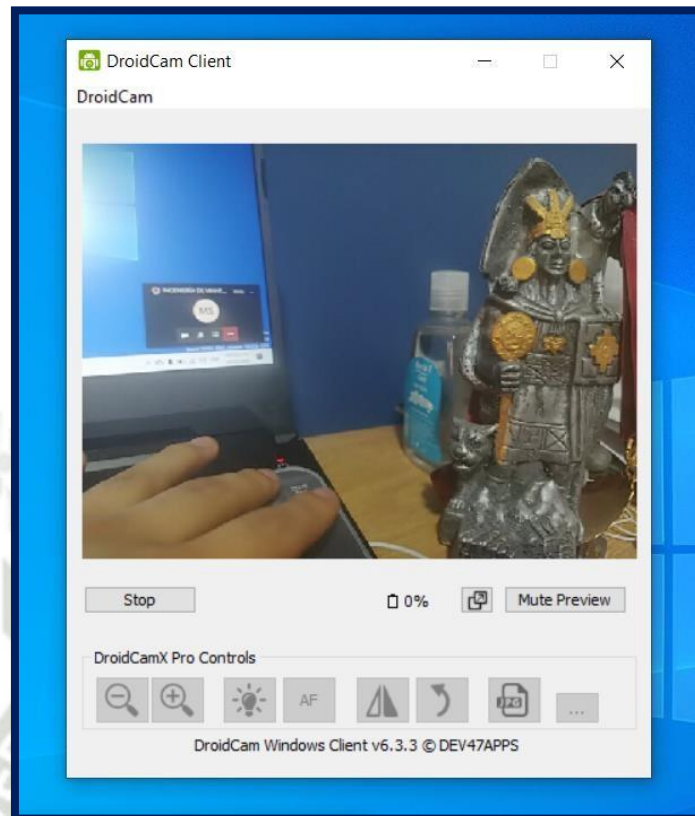 DroidCam Client
DroidCam
MS
Stop
0%
Mute Preview
DroidCamX Pro Controls
AF
JPG
...
DroidCam Windows Client v6.3.3 © DEV47APPS